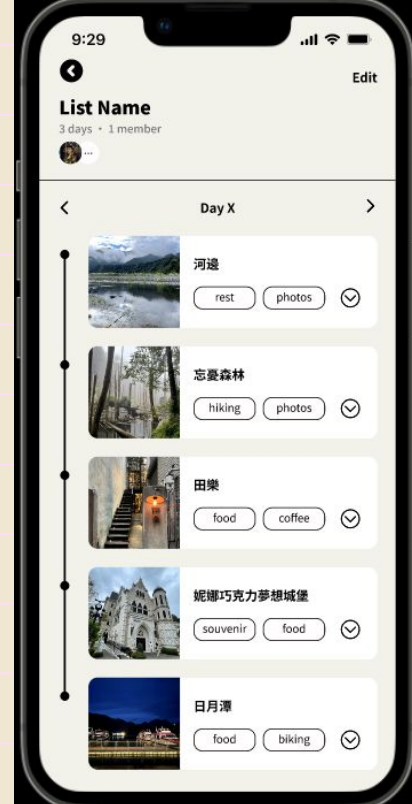 9:29
Edit
List Name
3 days • 1 member
...
Day X
河邊
rest photos
忘憂森林
hiking photos
田樂
food coffee
妮娜巧克力夢想城堡
souvenir food
日月潭
food biking